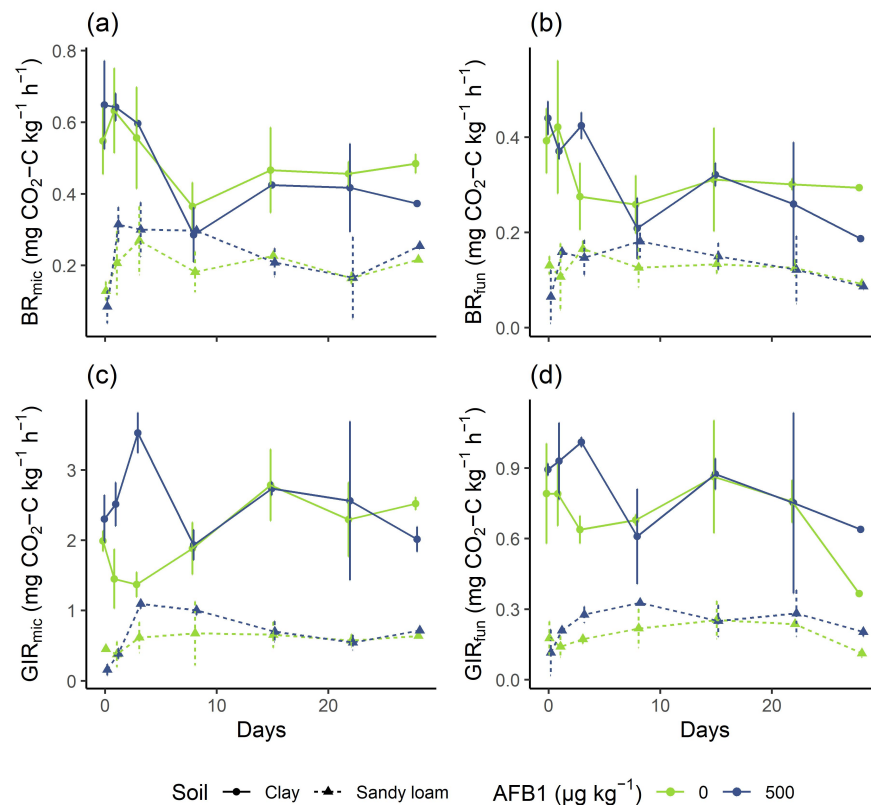 (a)
BRmic (mg CO2−C kg−1 h−1)
0.8
0.6
0.4
0.2
(b)
BRfun (mg CO2−C kg−1 h−1)
0.4
0.2
0.0
(c)
GIRmic (mg CO2−C kg−1 h−1)
3
2
1
0
0 10 20
Days
(d)
GIRfun (mg CO2−C kg−1 h−1)
0.9
0.6
0.3
0.0
0 10 20
Days
Soil Clay Sandy loam AFB1 (μg kg−1) 0 500